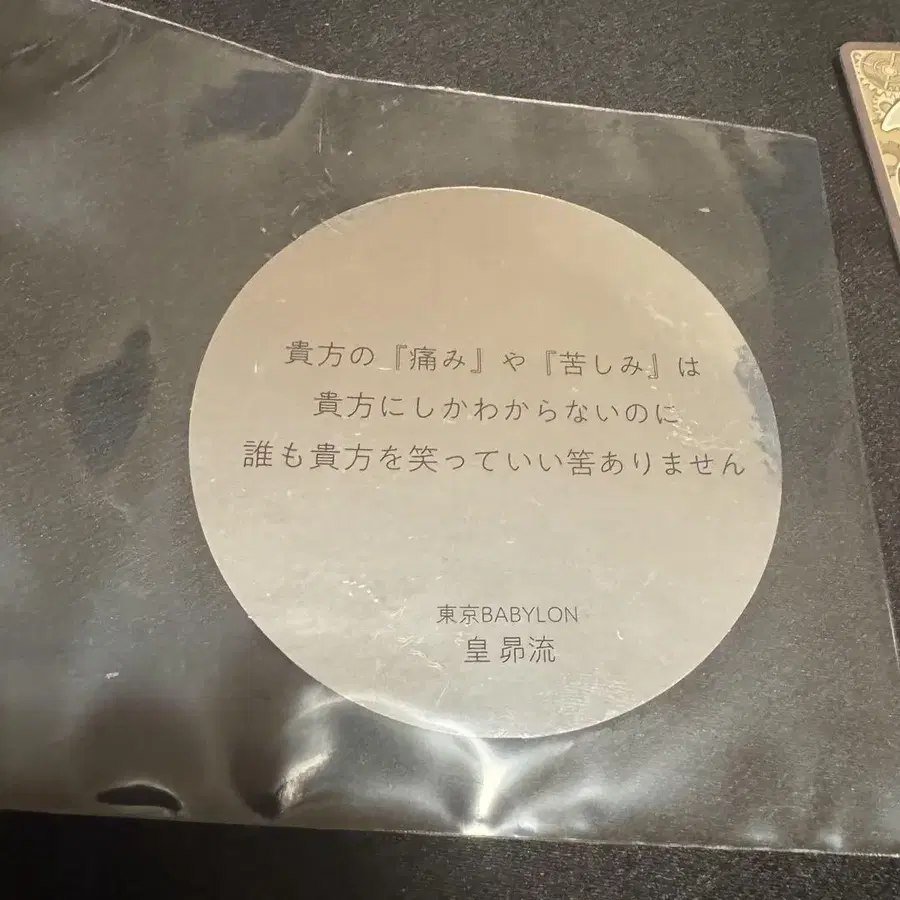 貴方の『痛み』や『苦しみ』は
貴方にしかわからないのに
誰も貴方を笑っていい筈ありません
東京BABYLON
皇 昴流